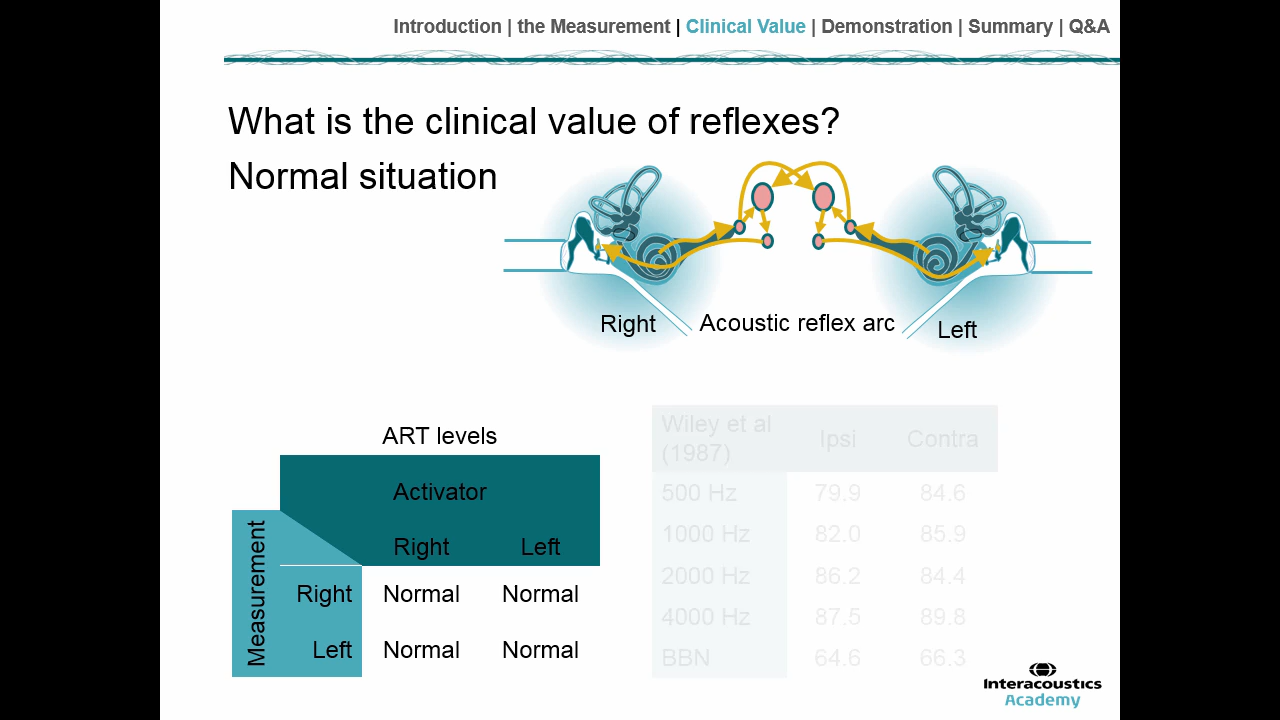 Introduction | the Measurement | Clinical Value | Demonstration | Summary | Q&A
What is the clinical value of reflexes?
Normal situation
Right
Acoustic reflex arc
Left
ART levels
Activator
Right Left
Measurement
Right Normal Normal
Left Normal Normal
Wiley et al
(1987) Ipsi Contra
500 Hz 79.9 84.6
1000 Hz 82.0 85.9
2000 Hz 86.2 84.4
4000 Hz 87.5 89.8
BBN 64.6 66.3
Interacoustics
Academy